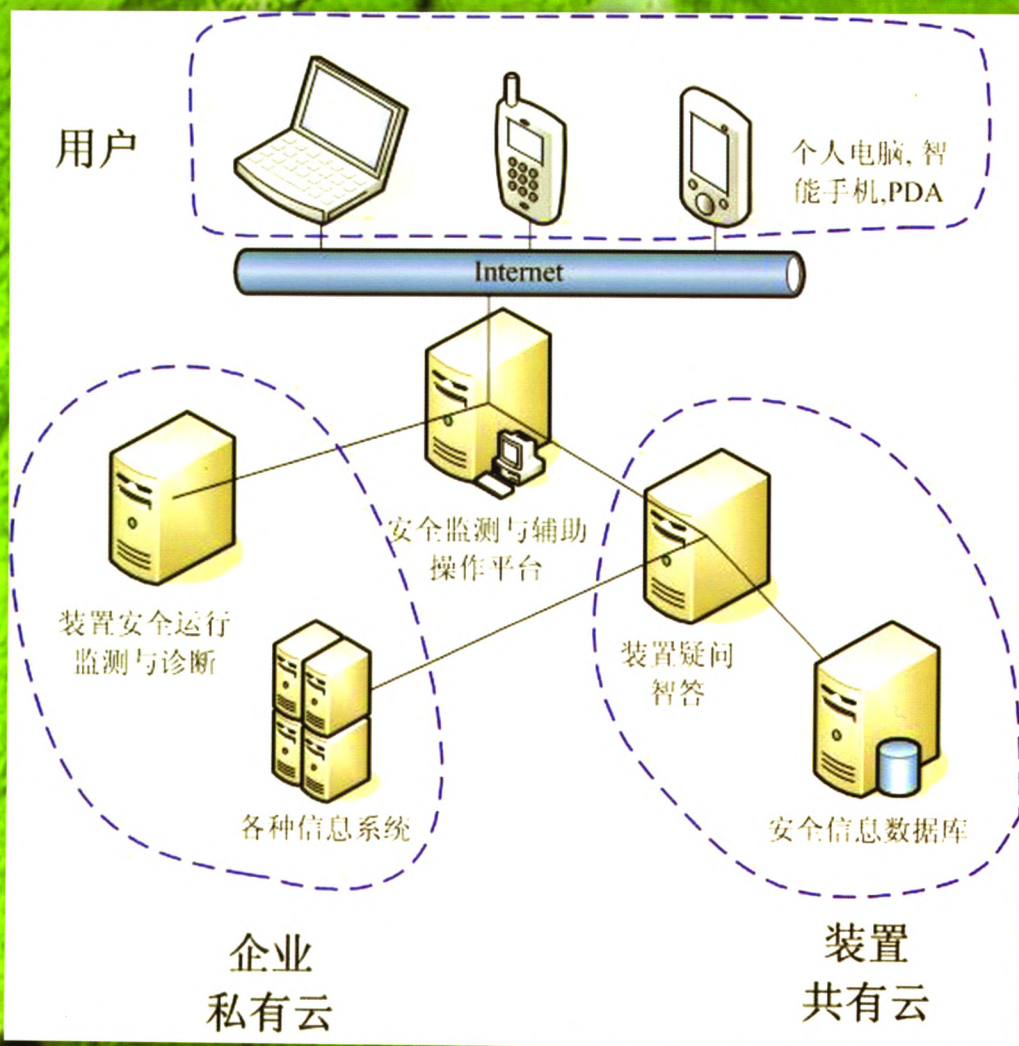 用户
个人电脑, 智
能手机,PDA
Internet
安全监测与辅助
操作平台
装置安全运行
监测与诊断
装置疑问
智答
各种信息系统
安全信息数据库
企业
私有云
装置
共有云